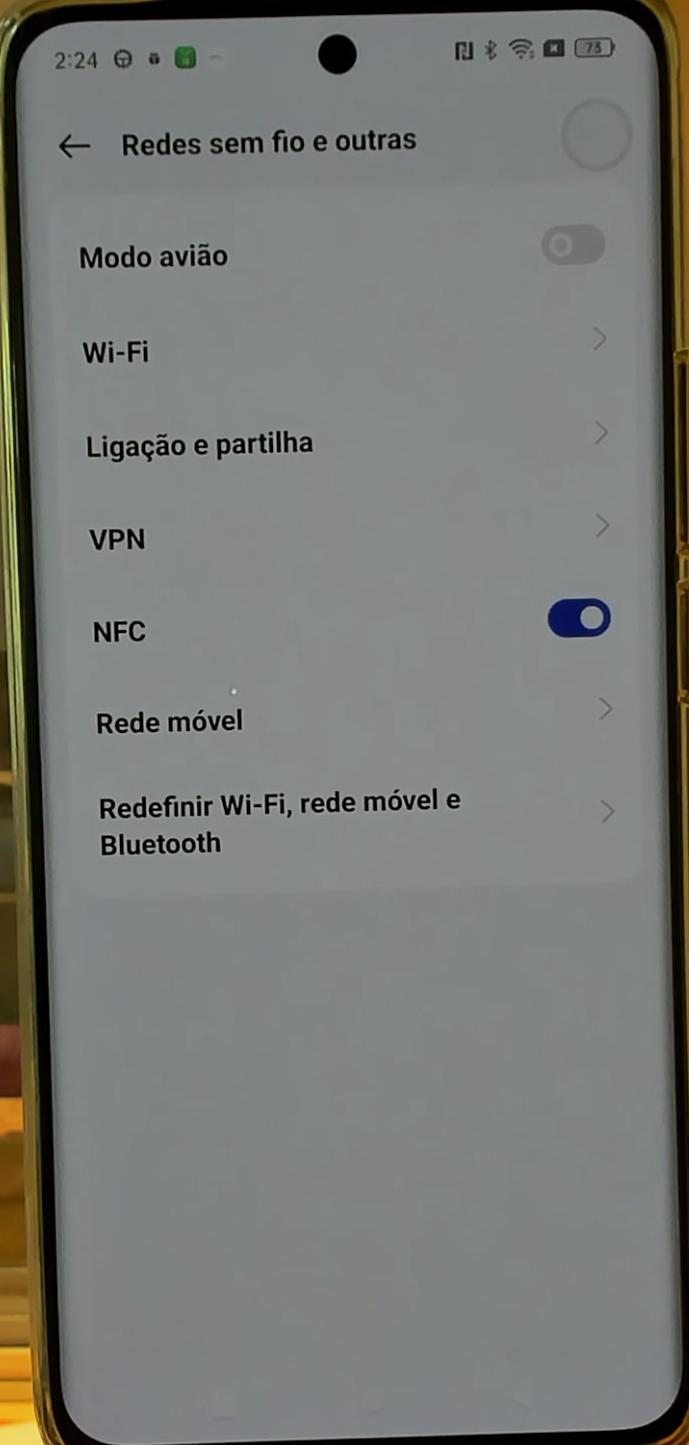 2:24 73
Redes sem fio e outras
Modo avião
Wi-Fi
Ligação e partilha
VPN
NFC
Rede móvel
Redefinir Wi-Fi, rede móvel e
Bluetooth